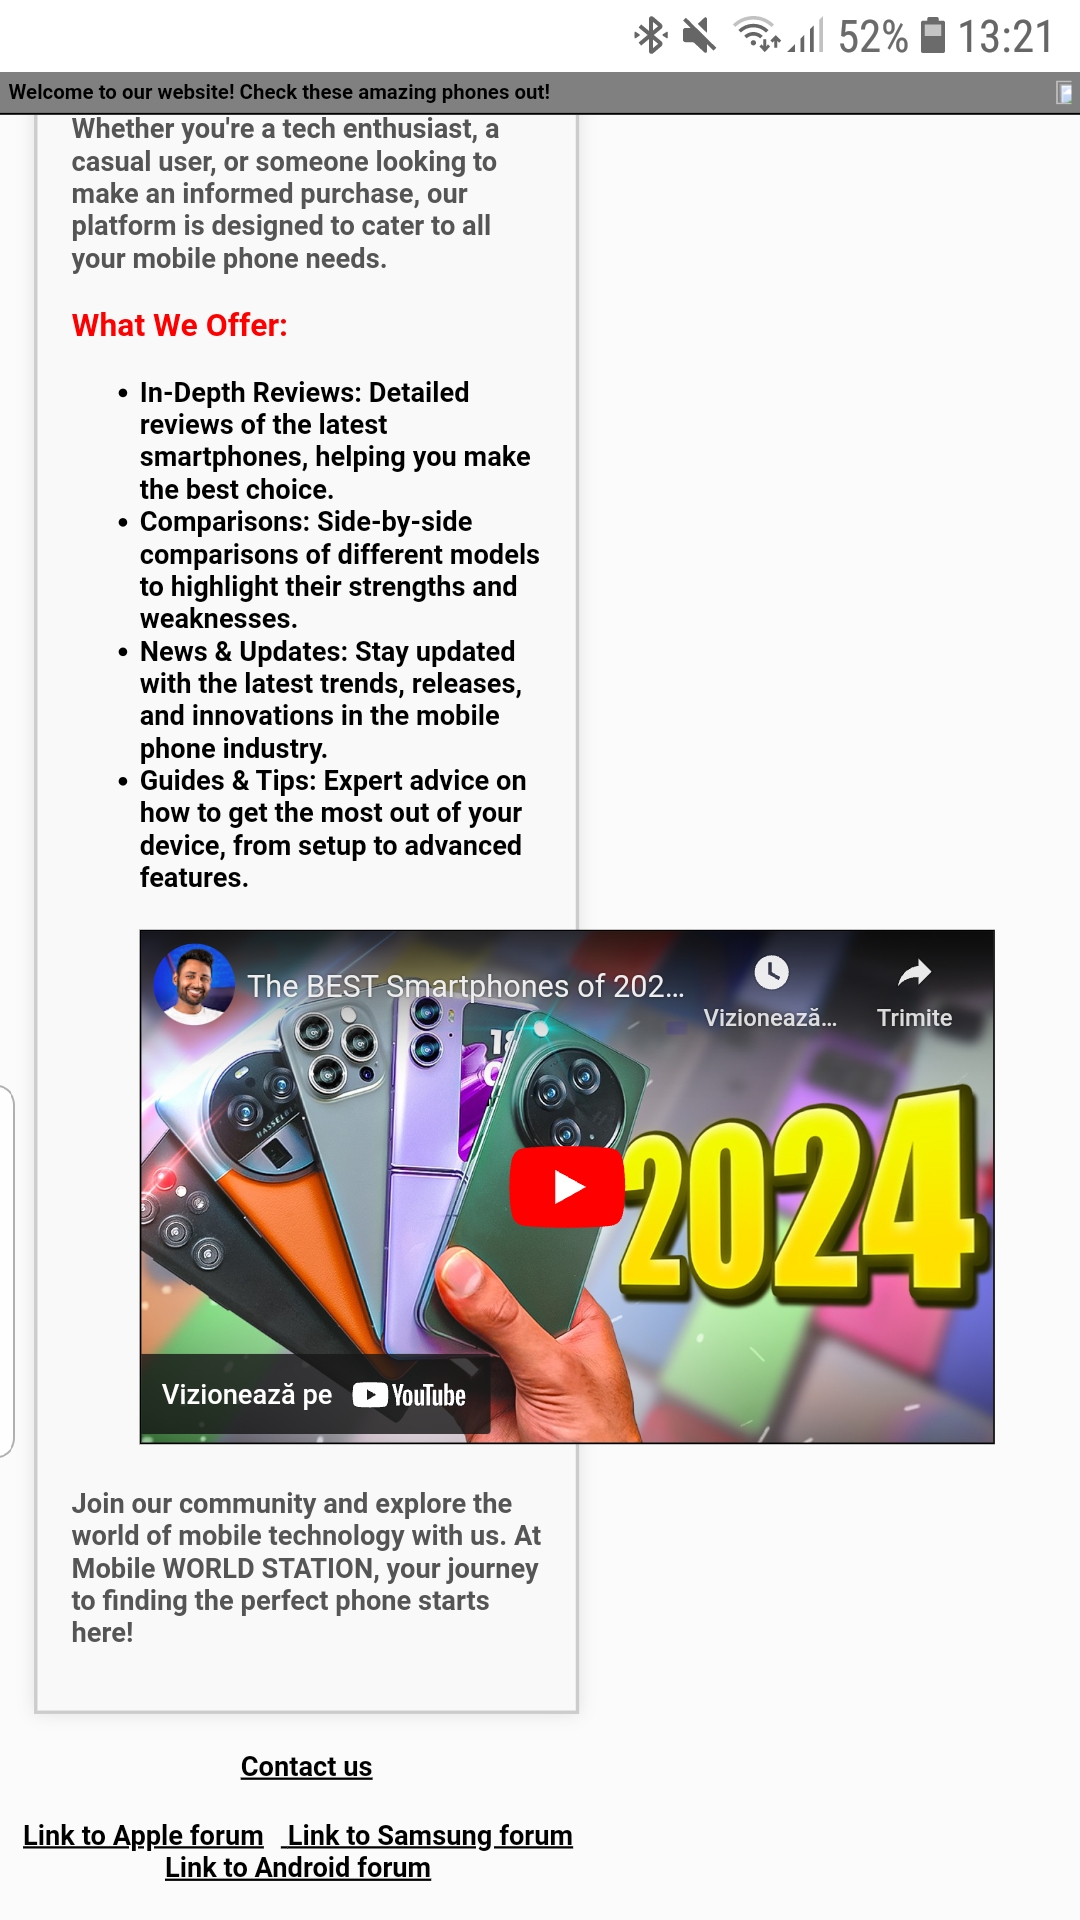 52% 13:21
Welcome to our website! Check these amazing phones out!
Whether you're a tech enthusiast, a
casual user, or someone looking to
make an informed purchase, our
platform is designed to cater to all
your mobile phone needs.
What We Offer:
• In-Depth Reviews: Detailed
reviews of the latest
smartphones, helping you make
the best choice.
• Comparisons: Side-by-side
comparisons of different models
to highlight their strengths and
weaknesses.
• News & Updates: Stay updated
with the latest trends, releases,
and innovations in the mobile
phone industry.
• Guides & Tips: Expert advice on
how to get the most out of your
device, from setup to advanced
features.
The BEST Smartphones of 202...
Vizionează... Trimite
HASSELBL
2024
Vizionează pe YouTube
Join our community and explore the
world of mobile technology with us. At
Mobile WORLD STATION, your journey
to finding the perfect phone starts
here!
Contact us
Link to Apple forum Link to Samsung forum
Link to Android forum